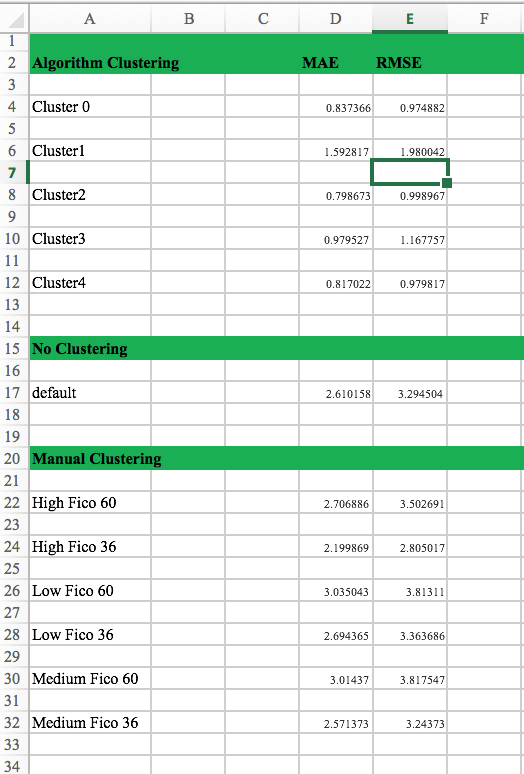 A B C D E F
1
2 Algorithm Clustering MAE RMSE
3
4 Cluster 0 0.837366 0.974882
5
6 Cluster1 1.592817 1.980042
7
8 Cluster2 0.798673 0.998967
9
10 Cluster3 0.979527 1.167757
11
12 Cluster4 0.817022 0.979817
13
14
15 No Clustering
16
17 default 2.610158 3.294504
18
19
20 Manual Clustering
21
22 High Fico 60 2.706886 3.502691
23
24 High Fico 36 2.199869 2.805017
25
26 Low Fico 60 3.035043 3.81311
27
28 Low Fico 36 2.694365 3.363686
29
30 Medium Fico 60 3.01437 3.817547
31
32 Medium Fico 36 2.571373 3.24373
33
34